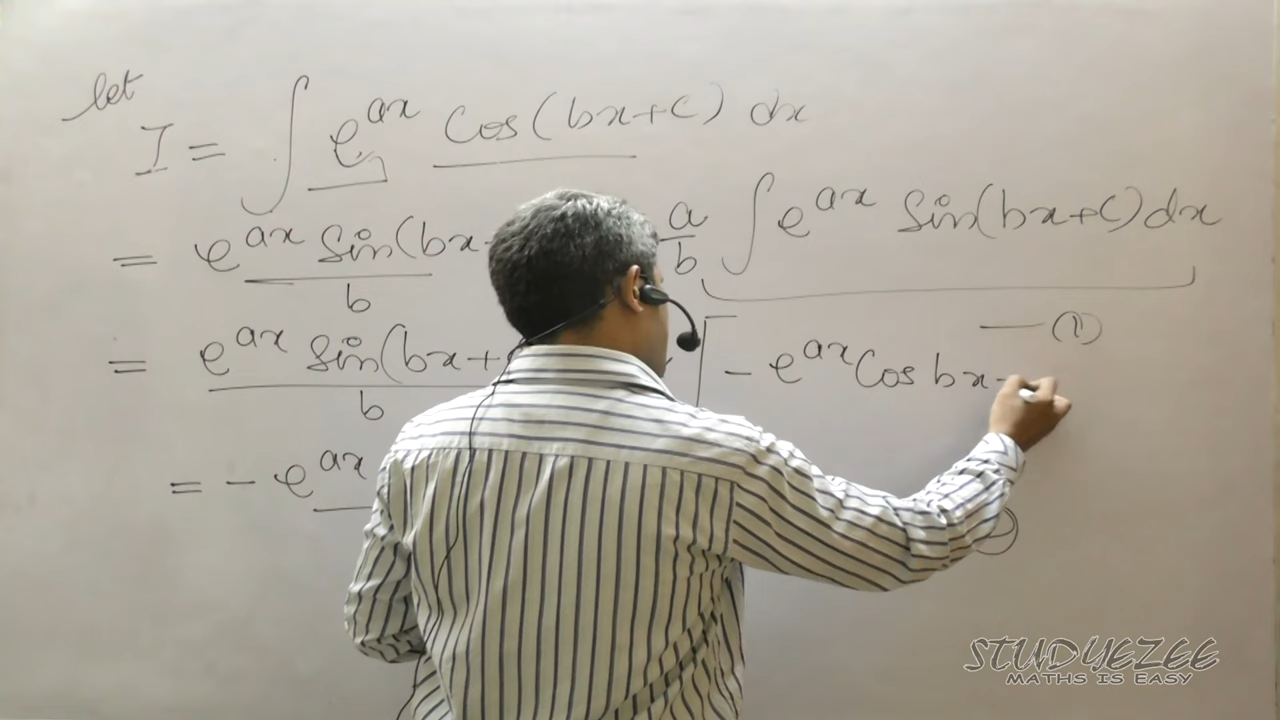 let
I = ∫ e^{ax} cos(bx+c) dx
= e^{ax} sin(bx a/b ∫ e^{ax} sin(bx+c) dx
b
— (1)
= e^{ax} sin(bx+ [ - e^{ax} cos bx
b
= - e^{ax}
STUDYEZEE
MATHS IS EASY